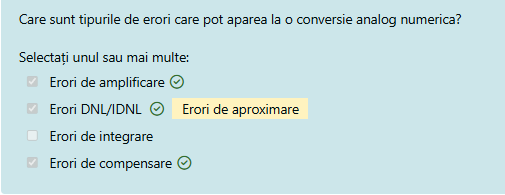 Care sunt tipurile de erori care pot aparea la o conversie analog numerica?
Selectați unul sau mai multe:
Erori de amplificare
Erori DNL/IDNL Erori de aproximare
Erori de integrare
Erori de compensare